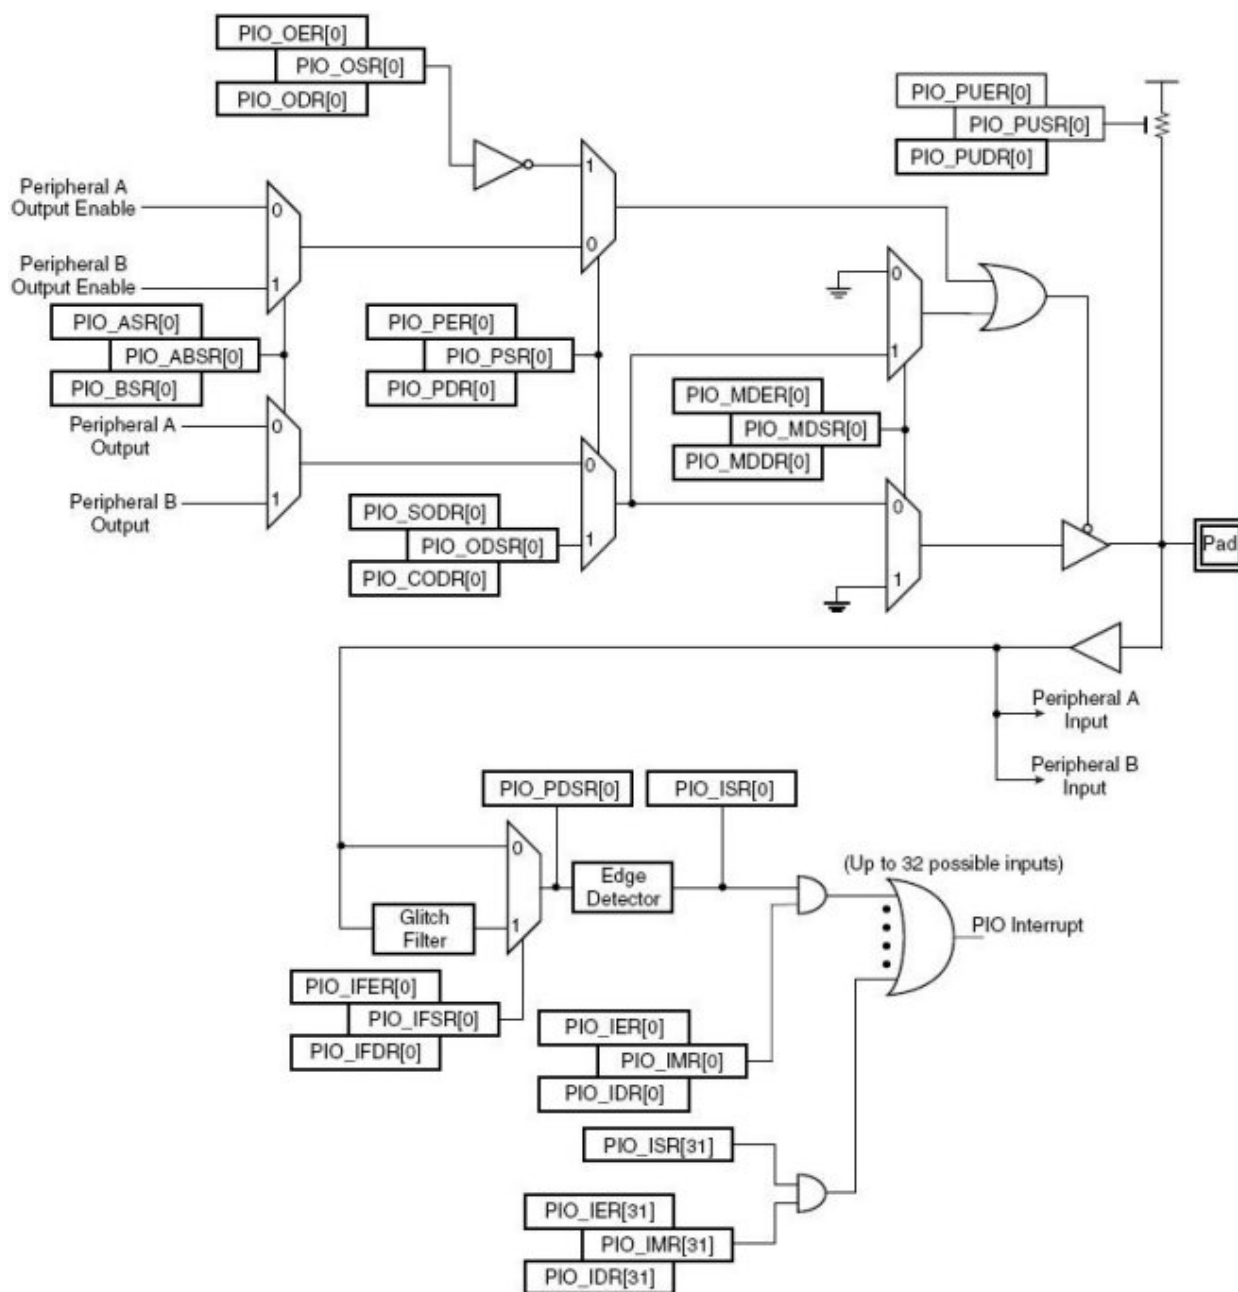 PIO_OER[0]
PIO_OSR[0]
PIO_ODR[0]
PIO_PUER[0]
PIO_PUSR[0]
PIO_PUDR[0]
1
Peripheral A
Output Enable
0
0
Peripheral B
Output Enable
1
0
PIO_ASR[0]
PIO_ABSR[0]
PIO_BSR[0]
PIO_PER[0]
PIO_PSR[0]
PIO_PDR[0]
1
PIO_MDER[0]
PIO_MDSR[0]
PIO_MDDR[0]
Peripheral A
Output
0
0
Peripheral B
Output
1
PIO_SODR[0]
PIO_ODSR[0]
PIO_CODR[0]
1
0
1
Pad
Peripheral A
Input
Peripheral B
Input
PIO_PDSR[0]
PIO_ISR[0]
0
1
Glitch
Filter
Edge
Detector
(Up to 32 possible inputs)
PIO Interrupt
PIO_IFER[0]
PIO_IFSR[0]
PIO_IFDR[0]
PIO_IER[0]
PIO_IMR[0]
PIO_IDR[0]
PIO_ISR[31]
PIO_IER[31]
PIO_IMR[31]
PIO_IDR[31]